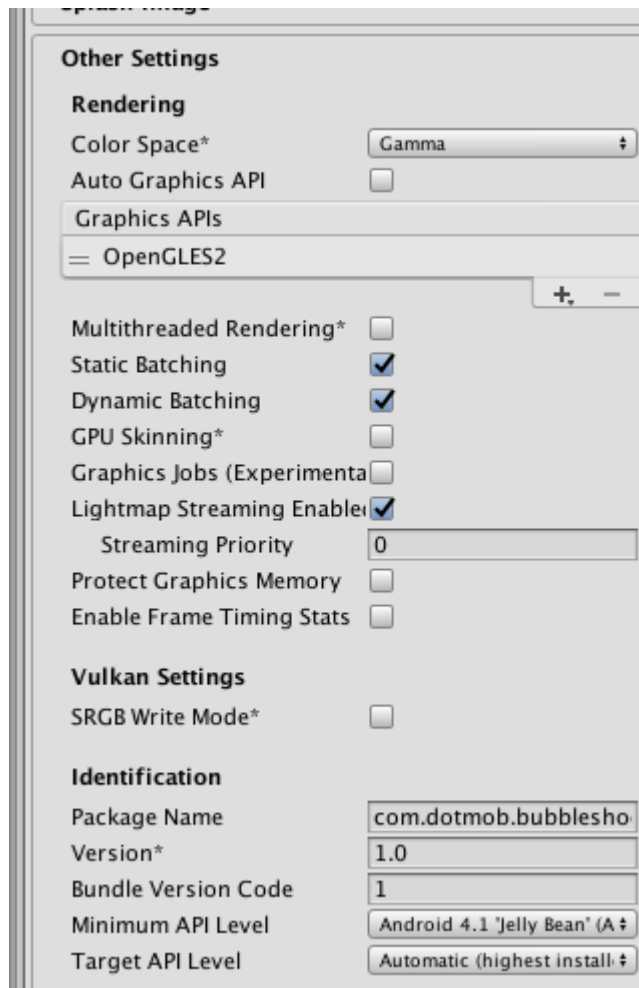 Other Settings
Rendering
Color Space* Gamma
Auto Graphics API
Graphics APIs
= OpenGLES2
+ −
Multithreaded Rendering*
Static Batching
Dynamic Batching
GPU Skinning*
Graphics Jobs (Experimenta
Lightmap Streaming Enable
Streaming Priority 0
Protect Graphics Memory
Enable Frame Timing Stats
Vulkan Settings
SRGB Write Mode*
Identification
Package Name com.dotmob.bubblesho
Version* 1.0
Bundle Version Code 1
Minimum API Level Android 4.1 'Jelly Bean' (A
Target API Level Automatic (highest install